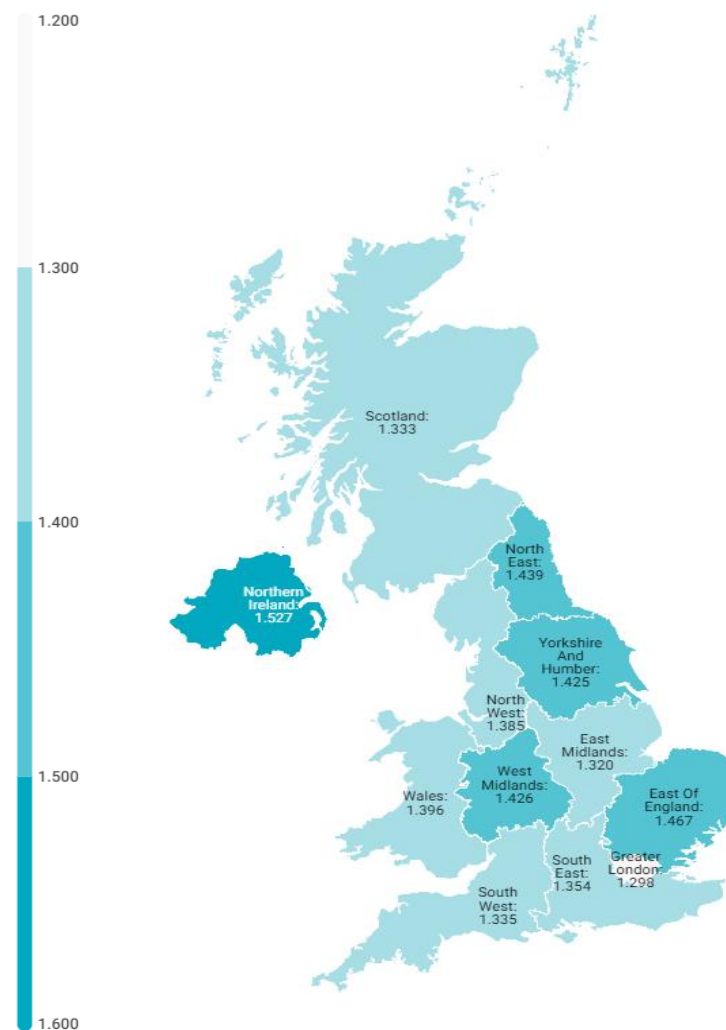 1.200
1.300
1.400
1.500
1.600
Scotland:
1.333
Northern
Ireland:
1.527
North
East:
1.439
Yorkshire
And
Humber:
1.425
North
West:
1.385
East
Midlands:
1.320
West
Midlands:
1.426
Wales:
1.396
East Of
England:
1.467
Greater
London:
1.298
South
East:
1.354
South
West:
1.335